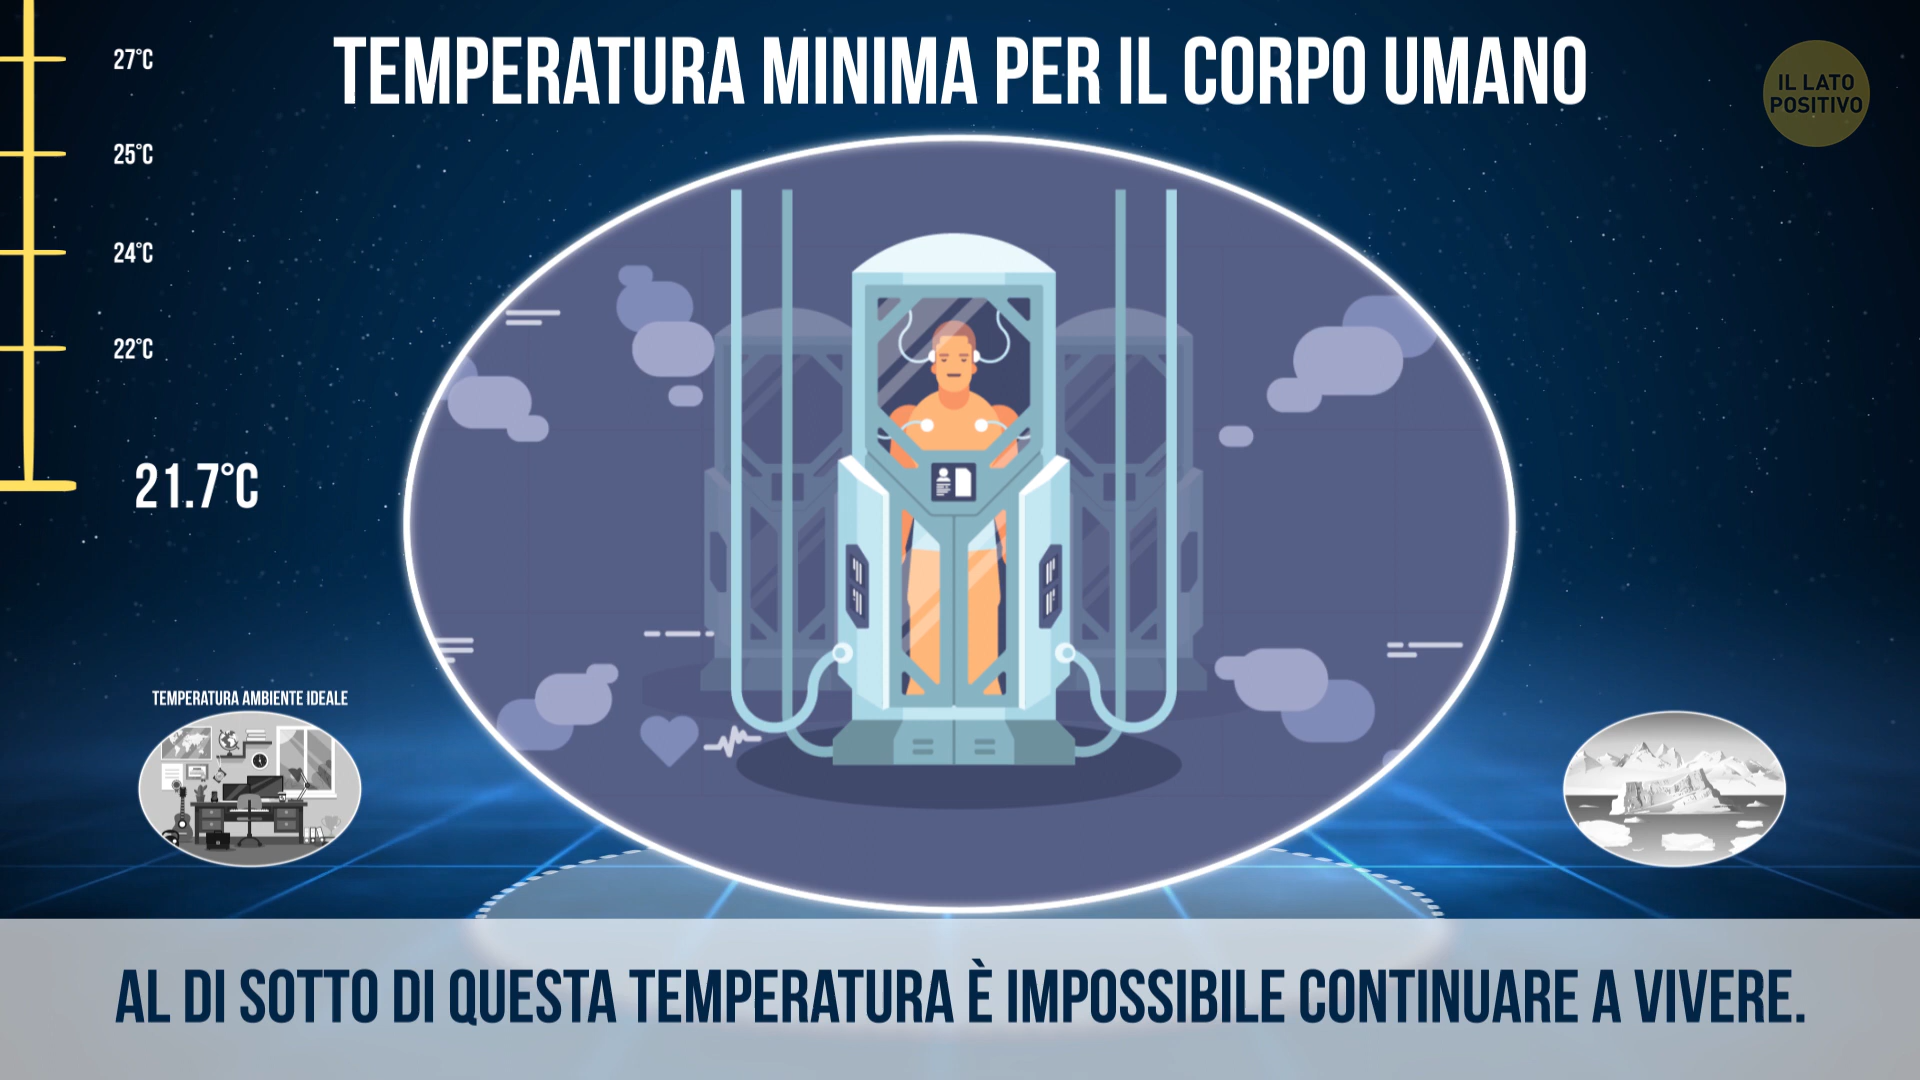 TEMPERATURA MINIMA PER IL CORPO UMANO
IL LATO
POSITIVO
27°C
25°C
24°C
22°C
21.7°C
TEMPERATURA AMBIENTE IDEALE
AL DI SOTTO DI QUESTA TEMPERATURA È IMPOSSIBILE CONTINUARE A VIVERE.